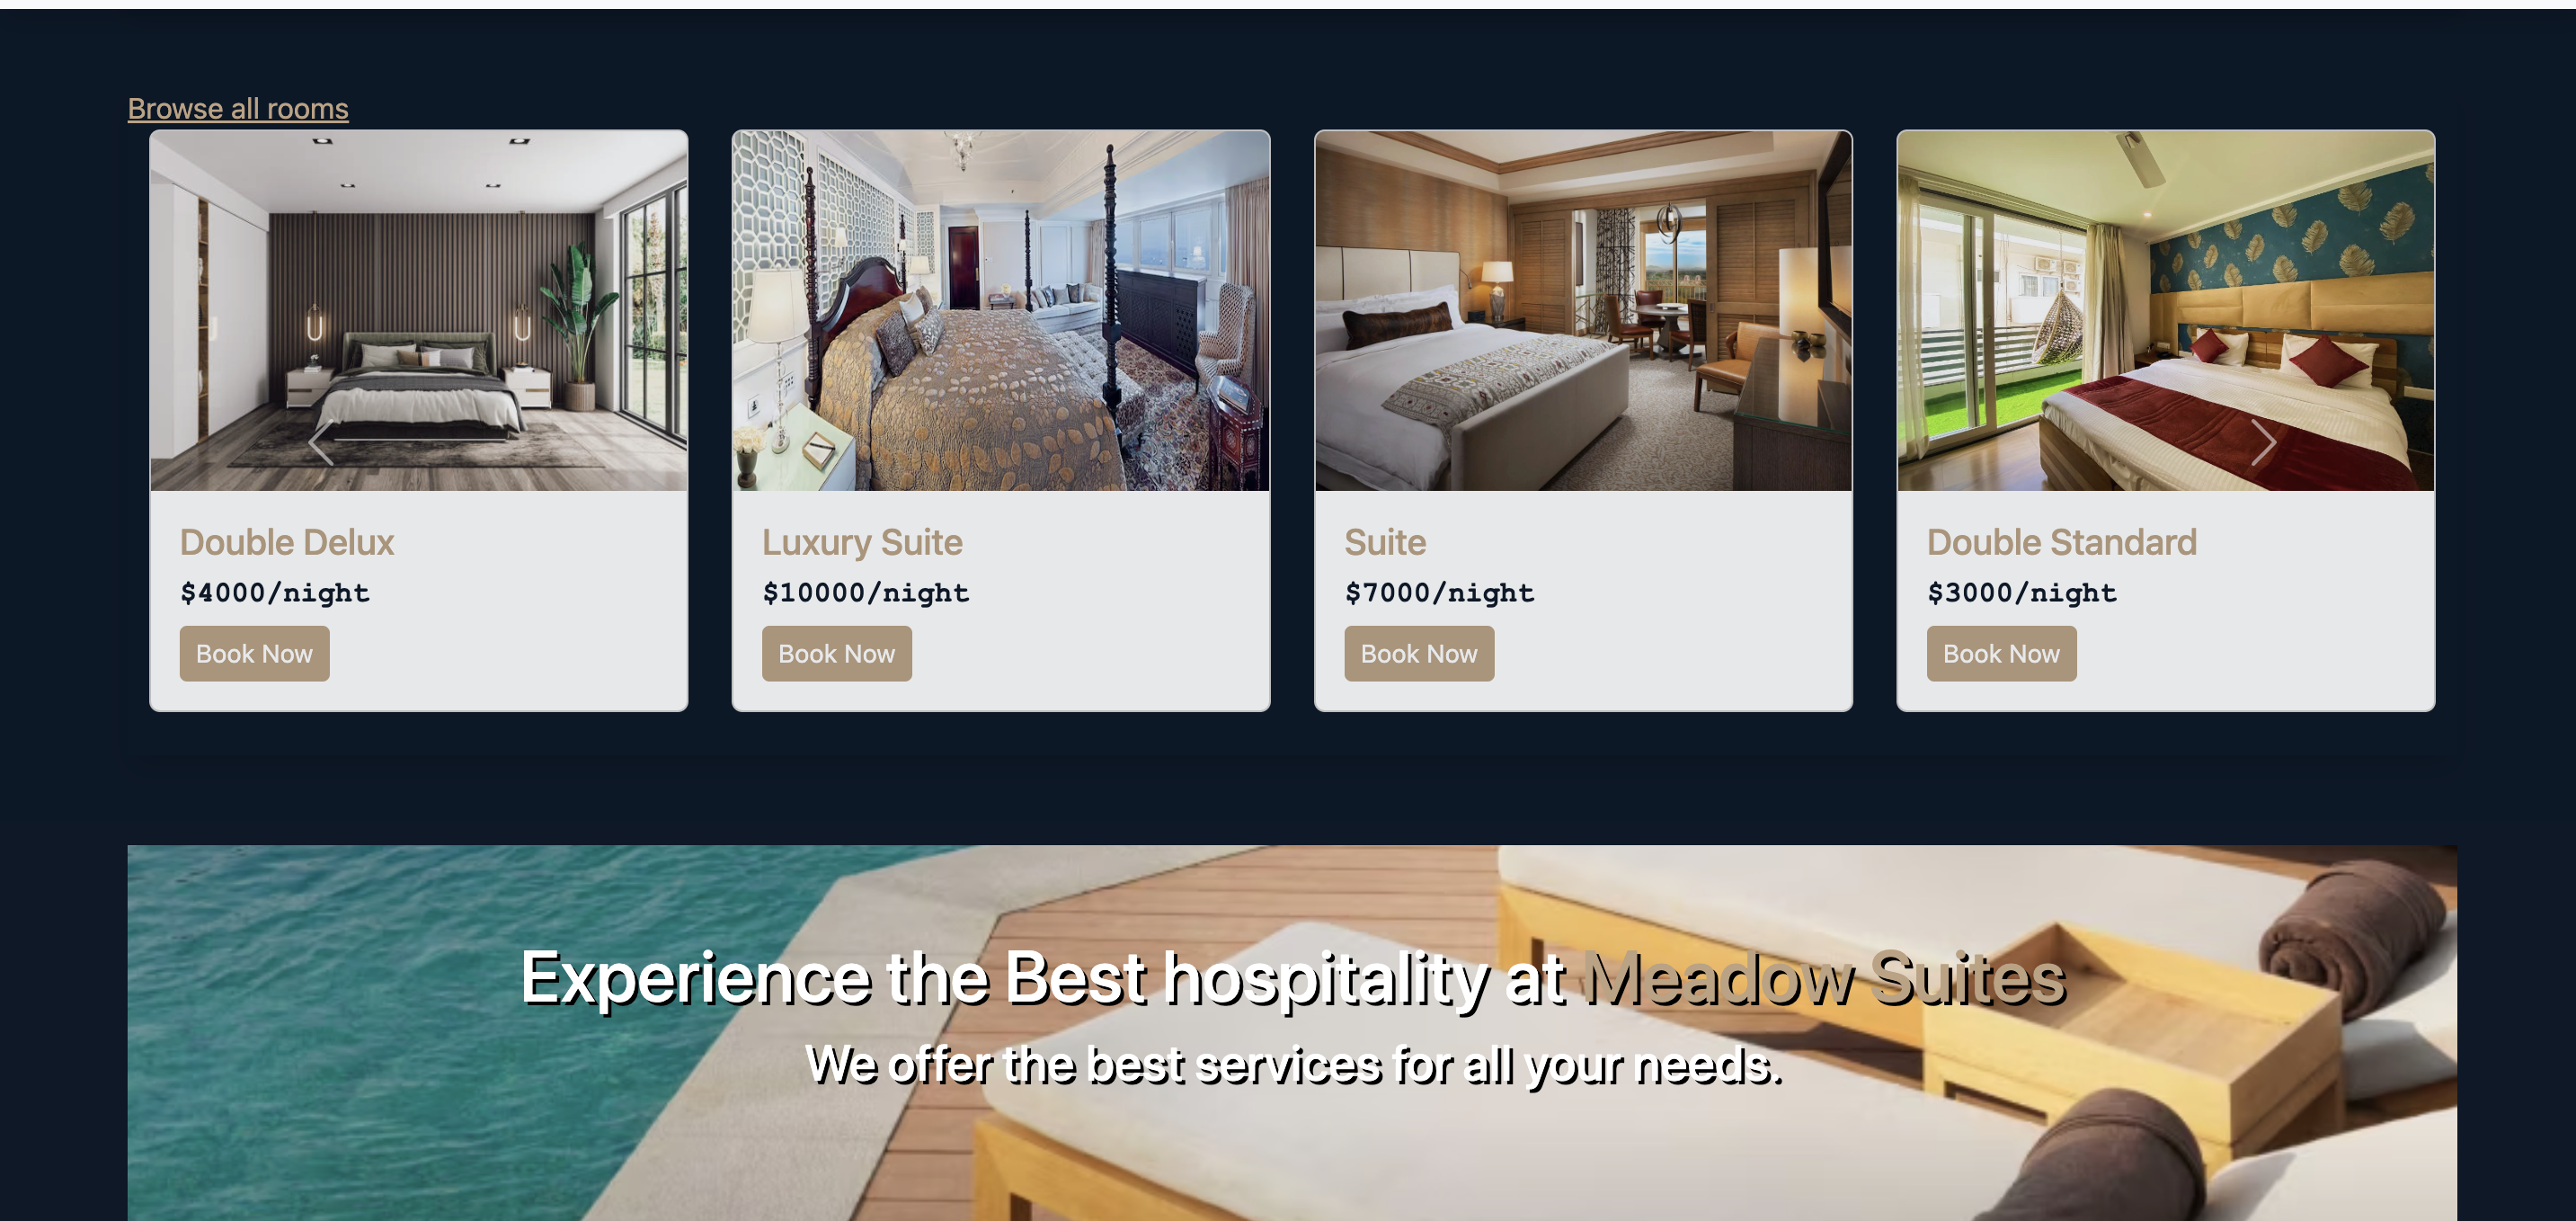 Browse all rooms
Double Delux
$4000/night
Book Now
Luxury Suite
$10000/night
Book Now
Suite
$7000/night
Book Now
Double Standard
$3000/night
Book Now
Experience the Best hospitality at Meadow Suites
We offer the best services for all your needs.